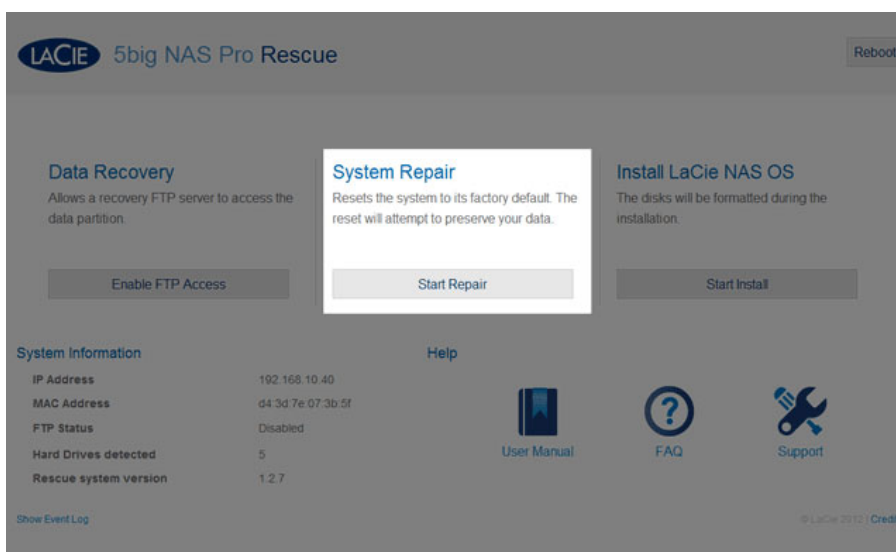 LACIE 5big NAS Pro Rescue
Reboot
Data Recovery
Allows a recovery FTP server to access the
data partition.
Enable FTP Access
System Repair
Resets the system to its factory default. The
reset will attempt to preserve your data.
Start Repair
Install LaCie NAS OS
The disks will be formatted during the
installation.
Start Install
System Information
IP Address 192.168.10.40
MAC Address d4:3d:7e:07:3b:5f
FTP Status Disabled
Hard Drives detected 5
Rescue system version 1.2.7
Help
User Manual
FAQ
Support
Show Event Log
© LaCie 2012 | Credi